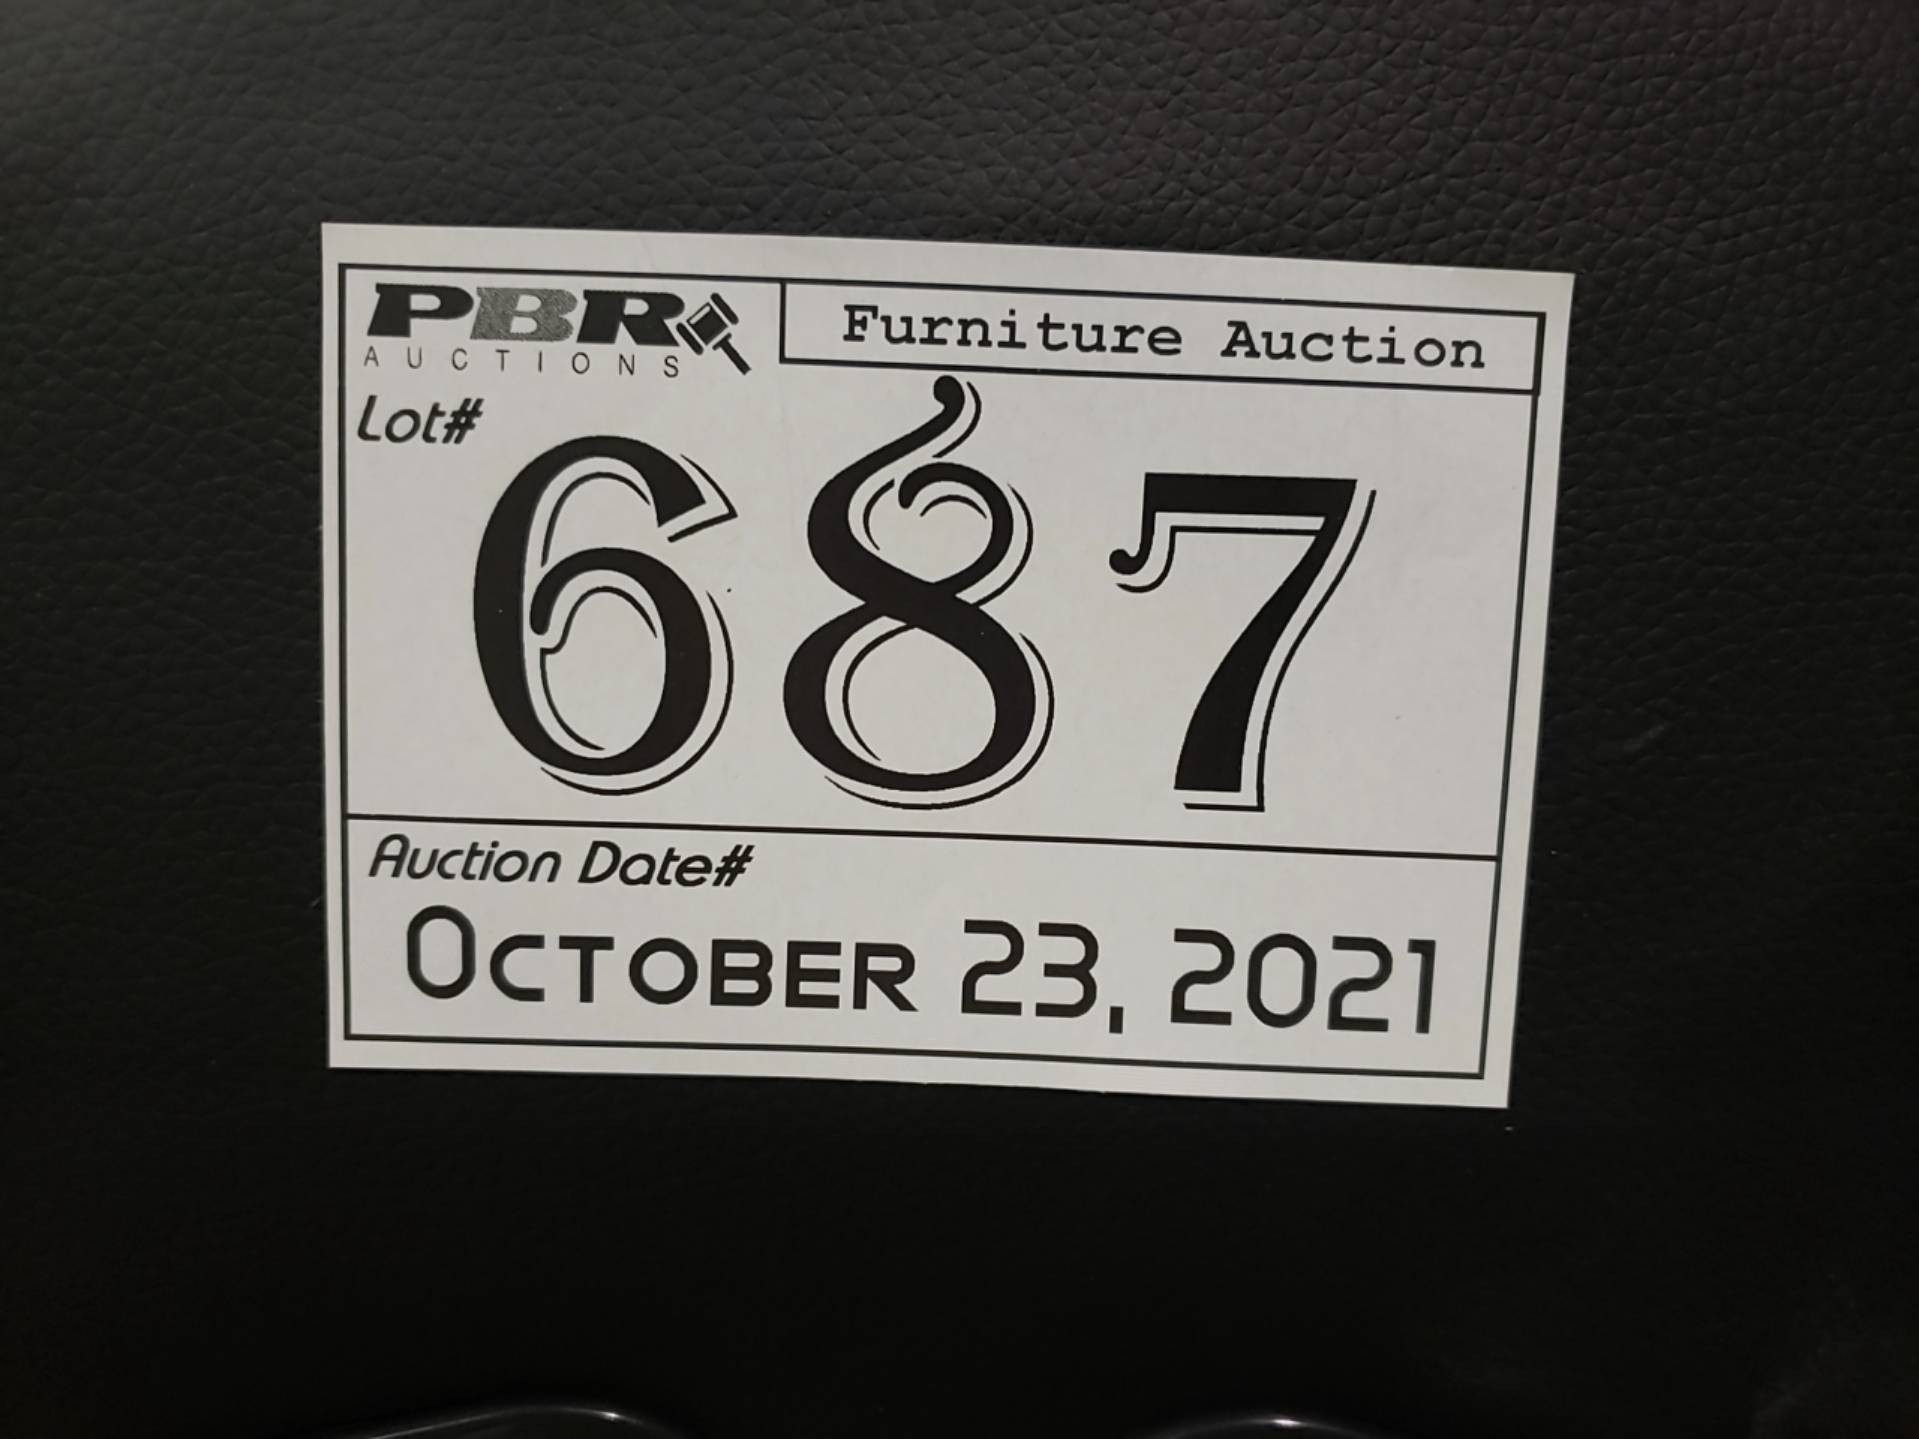 PBR
AUCTIONS
Furniture Auction
Lot#
687
Auction Date#
OCTOBER 23, 2021